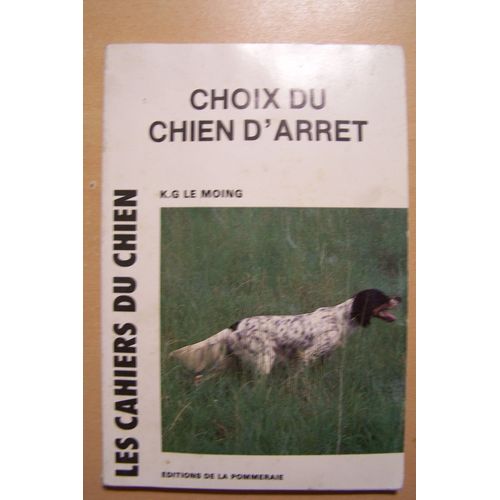 CHOIX DU
CHIEN D'ARRET
K.G LE MOING
LES CAHIERS DU CHIEN
EDITIONS DE LA POMMERAIE